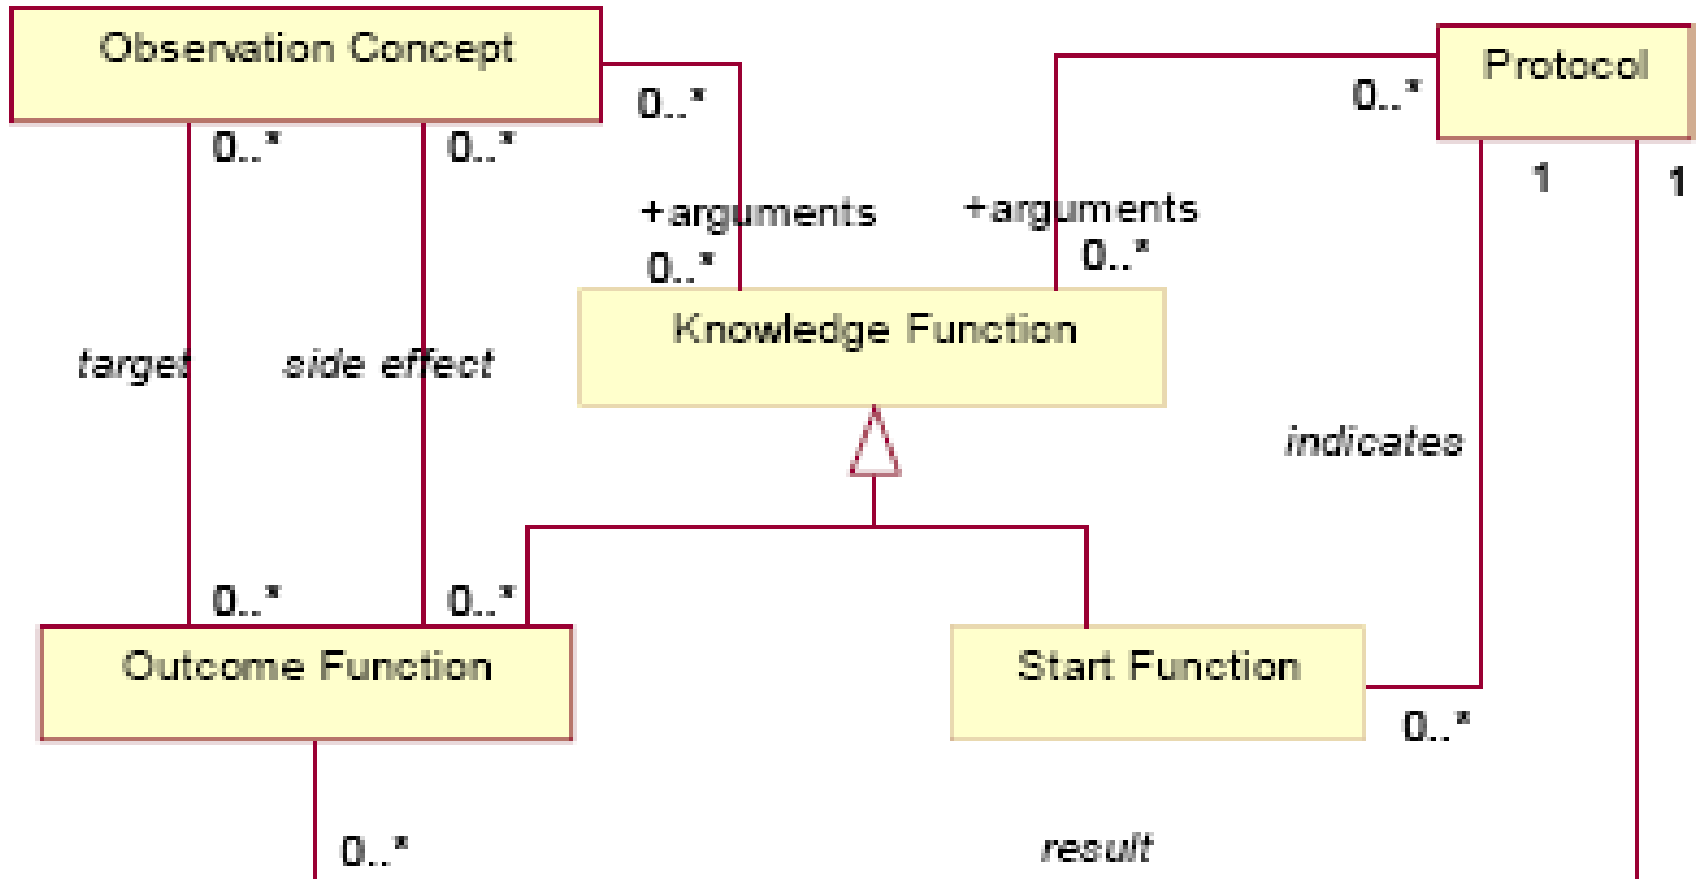 Observation Concept
Protocol
0..*
0..*
0..*
0..*
1
1
+arguments
+arguments
0..*
0..*
Knowledge Function
target
side effect
indicates
0..*
0..*
Outcome Function
Start Function
0..*
0..*
result